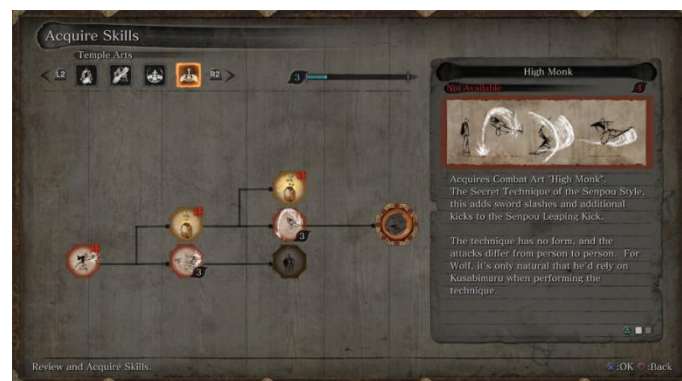 Acquire Skills
Temple Arts
L2
R2
3
High Monk
Not Available
4
Acquires Combat Art "High Monk".
The Secret Technique of the Senpou Style,
this adds sword slashes and additional
kicks to the Senpou Leaping Kick.
The technique has no form, and the
attacks differ from person to person. For
Wolf, it's only natural that he'd rely on
Kusabimaru when performing the
technique.
3
3
Review and Acquire Skills.
:OK
:Back